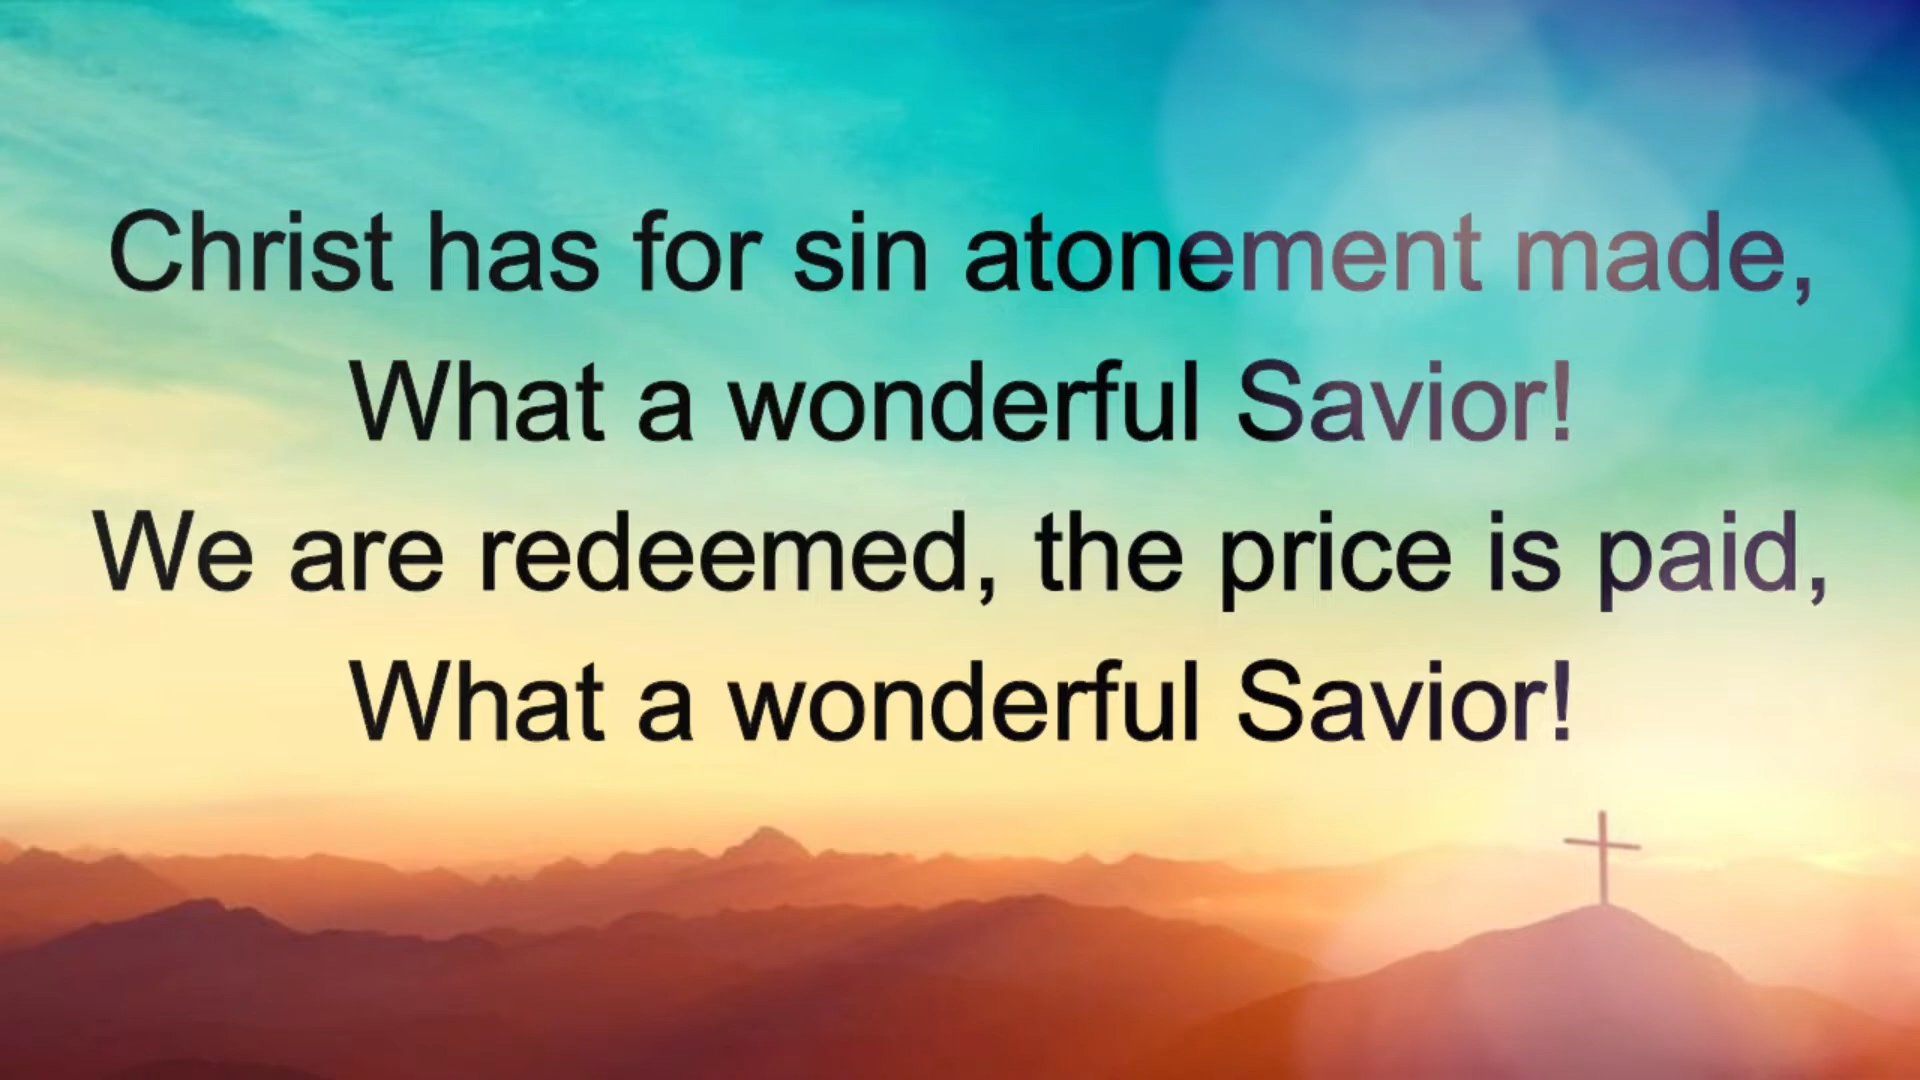 Christ has for sin atonement made,
What a wonderful Savior!
We are redeemed, the price is paid,
What a wonderful Savior!